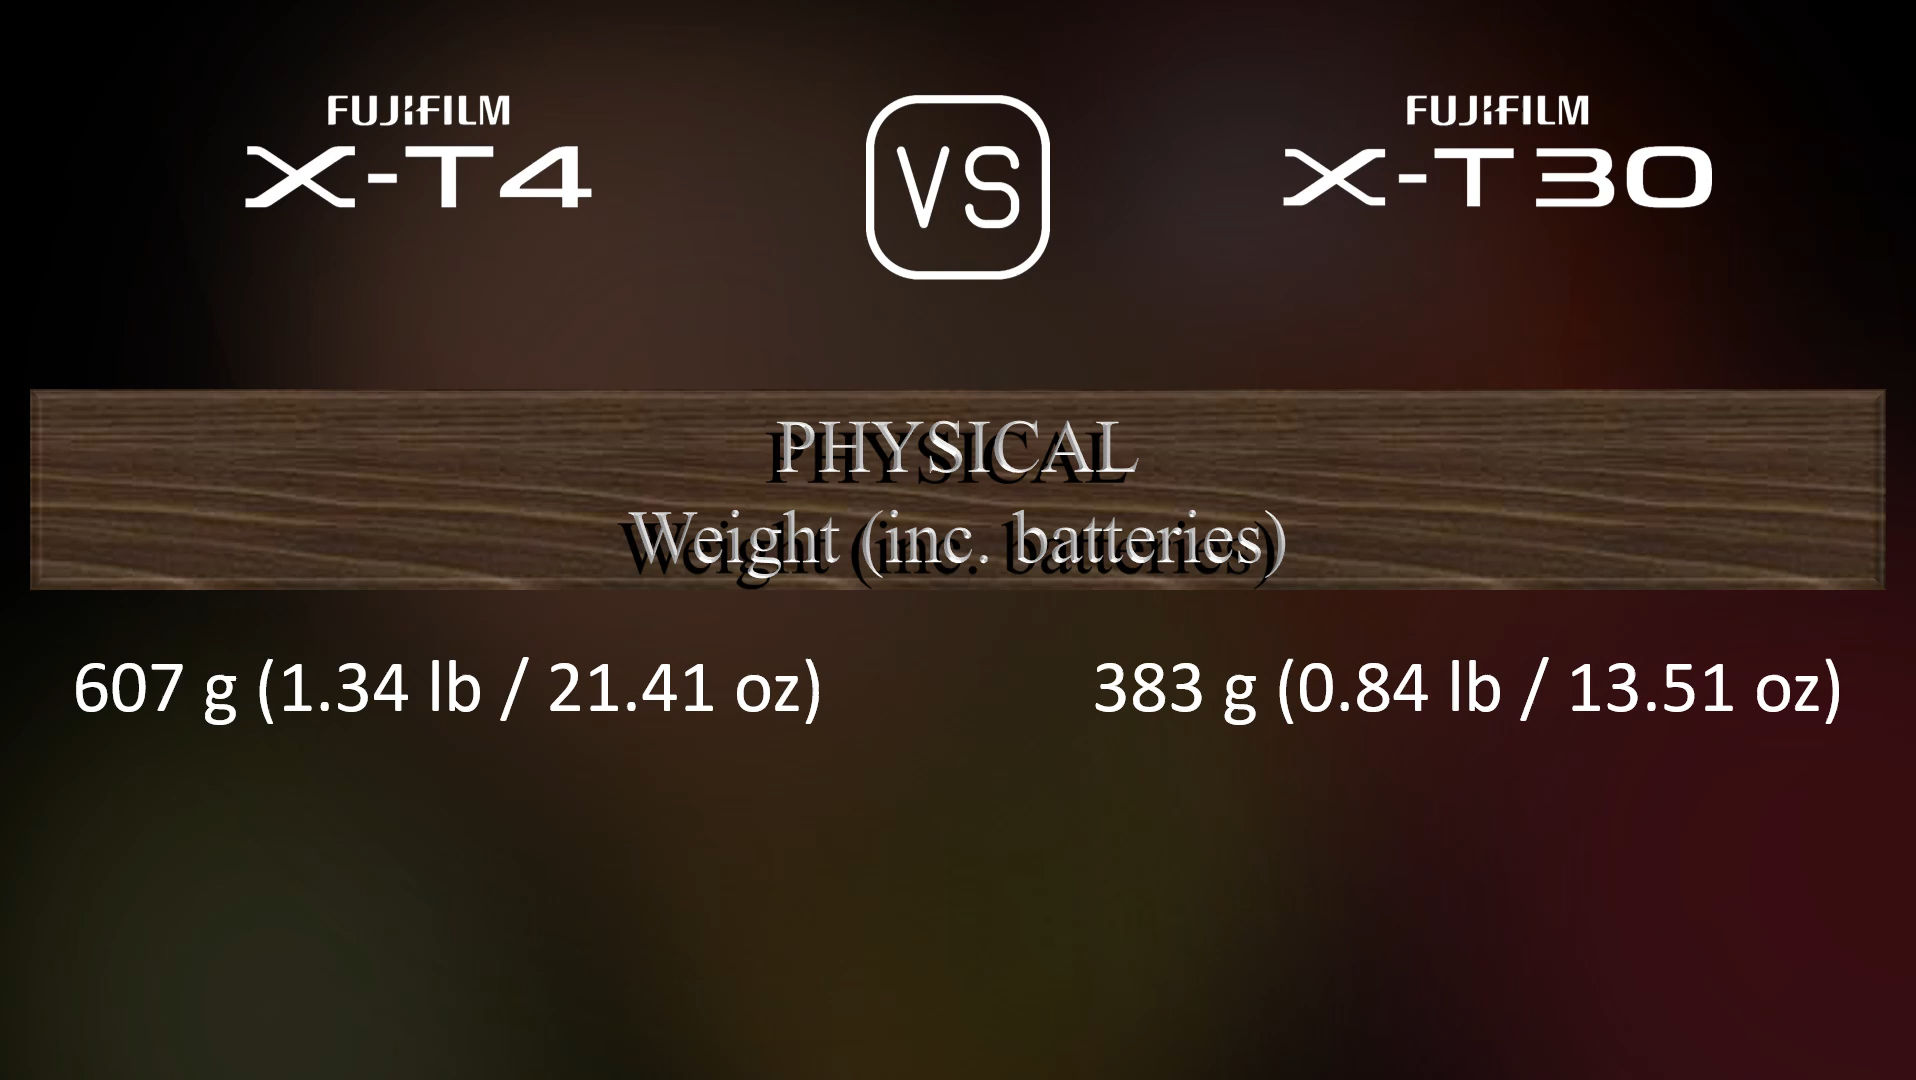 FUJIFILM
X-T4
VS
FUJIFILM
X-T30
PHYSICAL
Weight (inc. batteries)
607 g (1.34 lb / 21.41 oz)
383 g (0.84 lb / 13.51 oz)